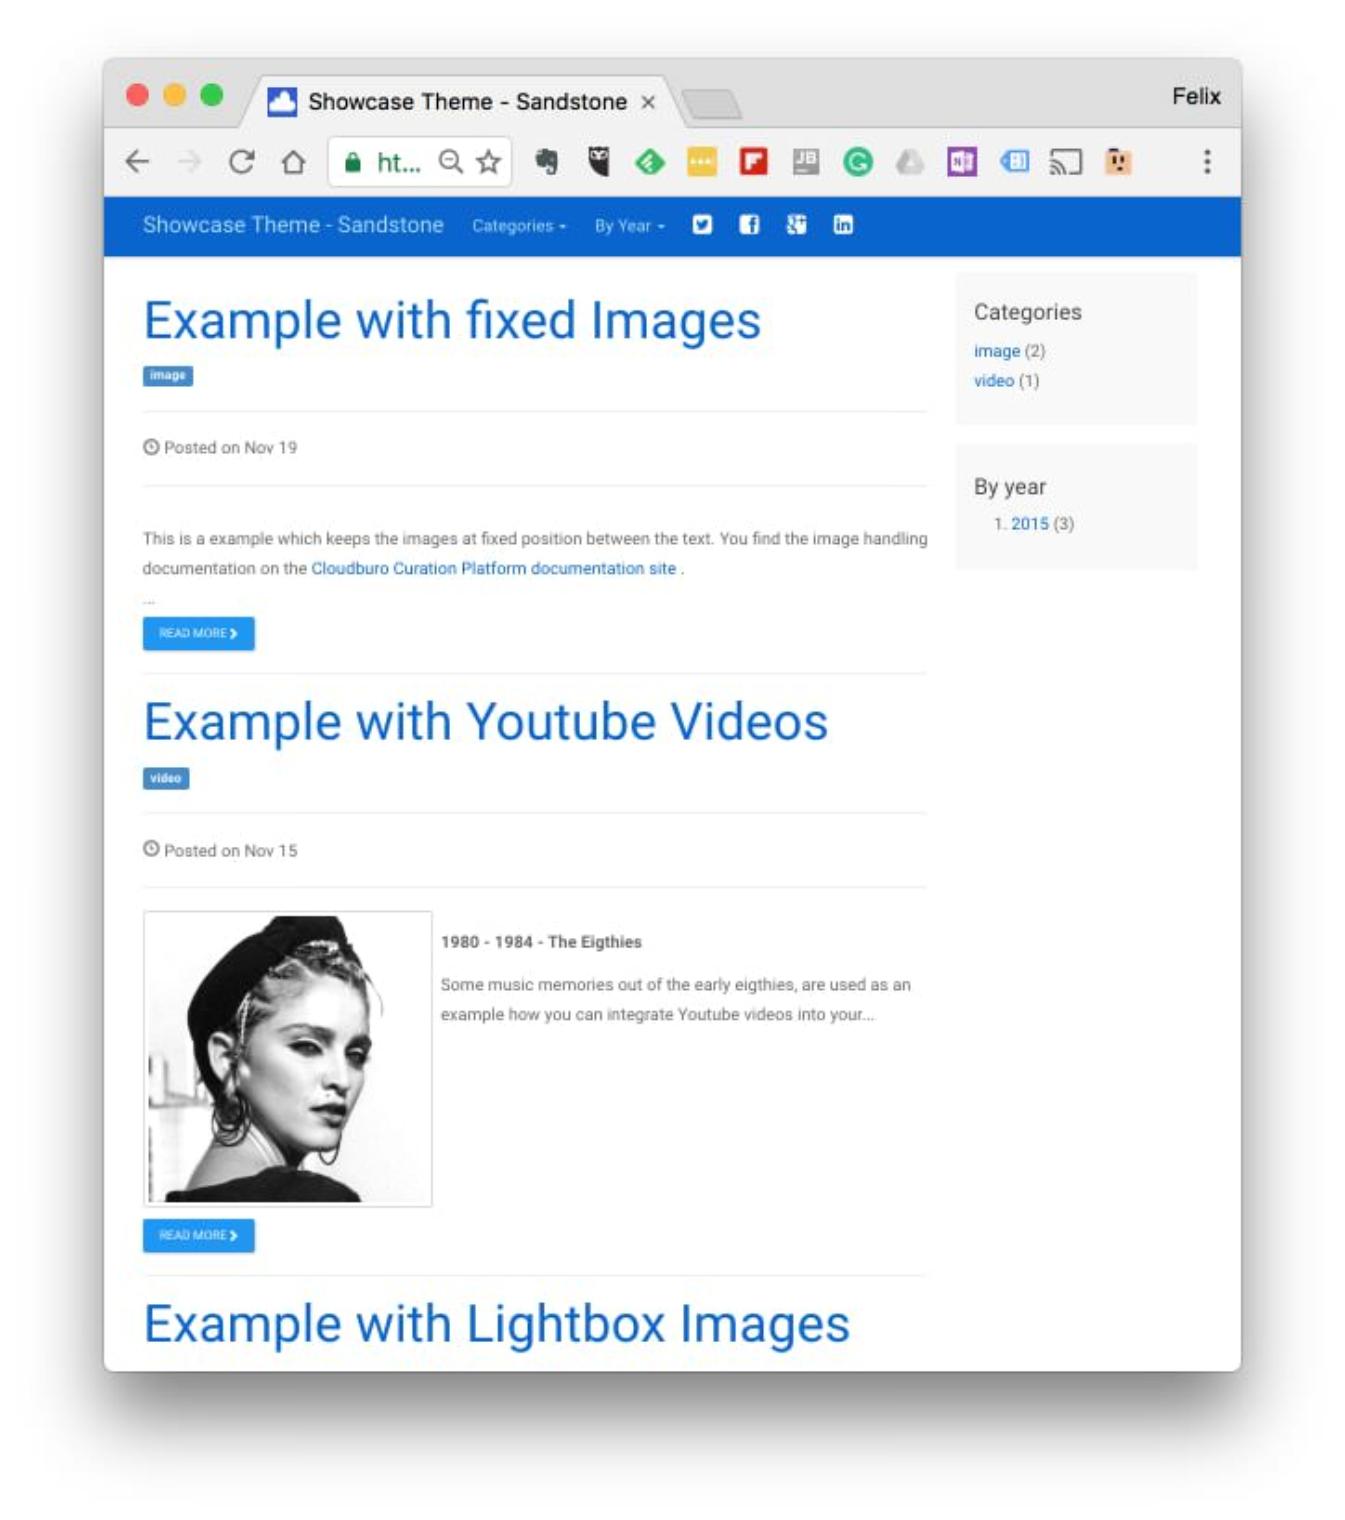 Showcase Theme - Sandstone
Felix
ht...
JB
Showcase Theme - Sandstone Categories By Year
Example with fixed Images
image
Posted on Nov 19
This is a example which keeps the images at fixed position between the text. You find the image handling
documentation on the Cloudburo Curation Platform documentation site .
...
READ MORE
Example with Youtube Videos
video
Posted on Nov 15
1980 - 1984 - The Eigthies
Some music memories out of the early eigthies, are used as an
example how you can integrate Youtube videos into your...
READ MORE
Example with Lightbox Images
Categories
image (2)
video (1)
By year
1. 2015 (3)